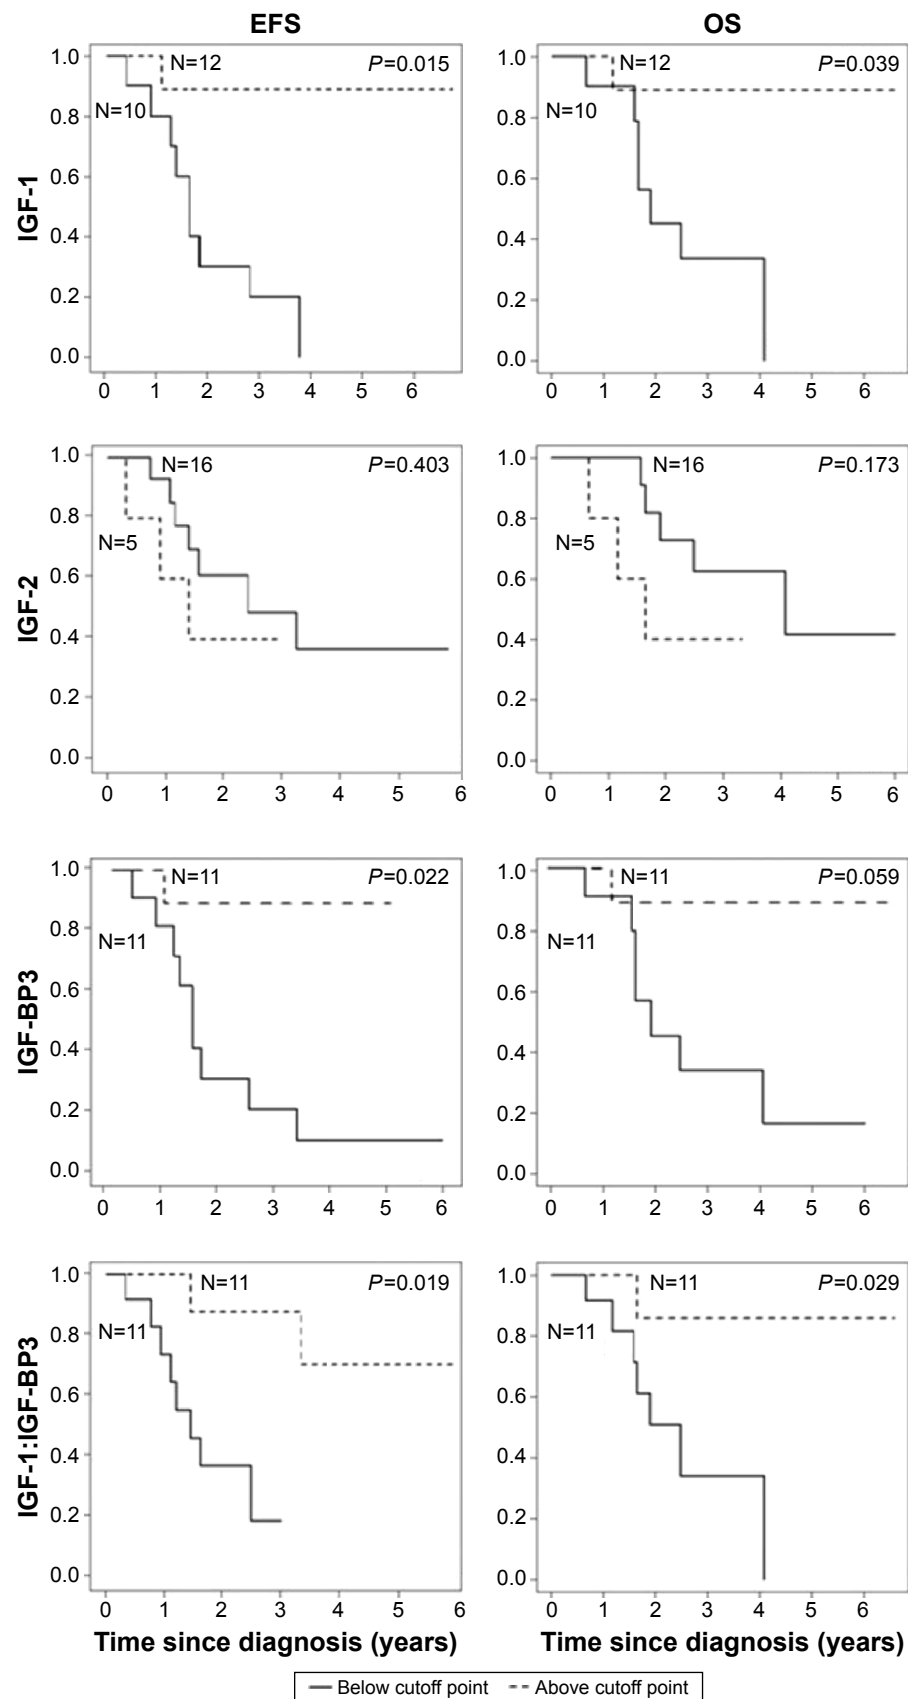 EFS
OS
IGF-1
1.0
0.8
0.6
0.4
0.2
0.0
N=12
P=0.015
N=10
0 1 2 3 4 5 6
1.0
0.8
0.6
0.4
0.2
0.0
N=12
P=0.039
N=10
0 1 2 3 4 5 6
IGF-2
1.0
0.8
0.6
0.4
0.2
0.0
N=16
P=0.403
N=5
0 1 2 3 4 5 6
1.0
0.8
0.6
0.4
0.2
0.0
N=16
P=0.173
N=5
0 1 2 3 4 5 6
IGF-BP3
1.0
0.8
0.6
0.4
0.2
0.0
N=11
P=0.022
N=11
0 1 2 3 4 5 6
1.0
0.8
0.6
0.4
0.2
0.0
N=11
P=0.059
N=11
0 1 2 3 4 5 6
IGF-1:IGF-BP3
1.0
0.8
0.6
0.4
0.2
0.0
N=11
P=0.019
N=11
0 1 2 3 4 5 6
Time since diagnosis (years)
1.0
0.8
0.6
0.4
0.2
0.0
N=11
P=0.029
N=11
0 1 2 3 4 5 6
Time since diagnosis (years)
Below cutoff point
Above cutoff point